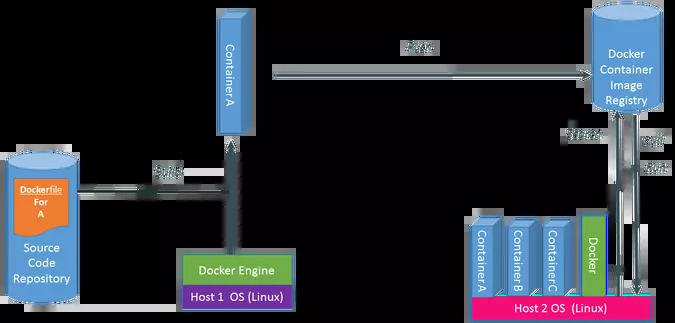 Container A
Push
Docker
Container
Image
Registry
Search
Pull
Run
Build
Dockerfile
For
A
Source
Code
Repository
Docker Engine
Host 1 OS (Linux)
Container A
Container B
Container C
Docker
Host 2 OS (Linux)